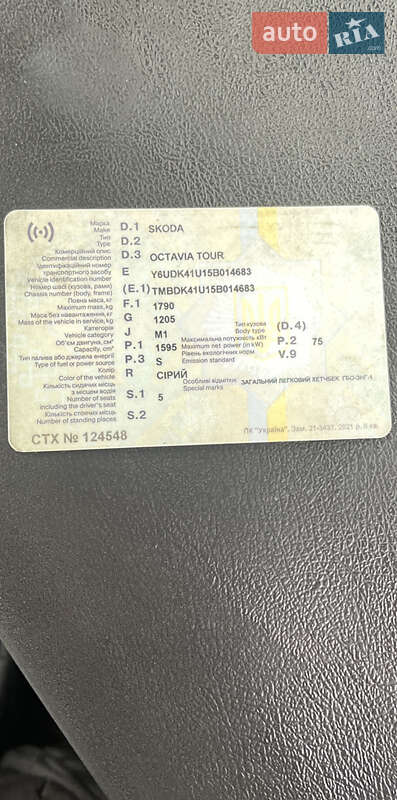 auto RIA.com
Марка
Make
D.1 SKODA
Тип
Type
D.2
Комерційний опис
Commercial description
D.3 OCTAVIA TOUR
Ідентифікаційний номер
транспортного засобу
Vehicle identification number
E Y6UDK41U15B014683
Номер шасі (кузова, рами)
Chassis number (body, frame)
(E.1) TMBDK41U15B014683
Повна маса, кг
Maximum mass, kg
F.1 1790
Маса без навантаження, кг
Mass of the vehicle in service, kg
G 1205
Тип кузова
Body type
(D.4)
Категорія
Vehicle category
J M1
Максимальна потужність кВт
Maximum net power (in kW)
P.2 75
Об'єм двигуна, см³
Capacity, cm³
P.1 1595
Рівень екологічних норм
Emission standard
V.9
Тип палива або джерела енергії
Type of fuel or power source
P.3 S
Колір
Color of the vehicle
R СІРИЙ
Особливі відмітки
Special marks
ЗАГАЛЬНИЙ ЛЕГКОВИЙ ХЕТЧБЕК ГБО-ЗНГ-1
Кількість сидячих місць
з місцем водія
Number of seats
including the driver's seat
S.1 5
Кількість стоячих місць
Number of standing places
S.2
СТХ № 124548
ПК "Україна". Зам. 21-3437. 2021 р. II кв.